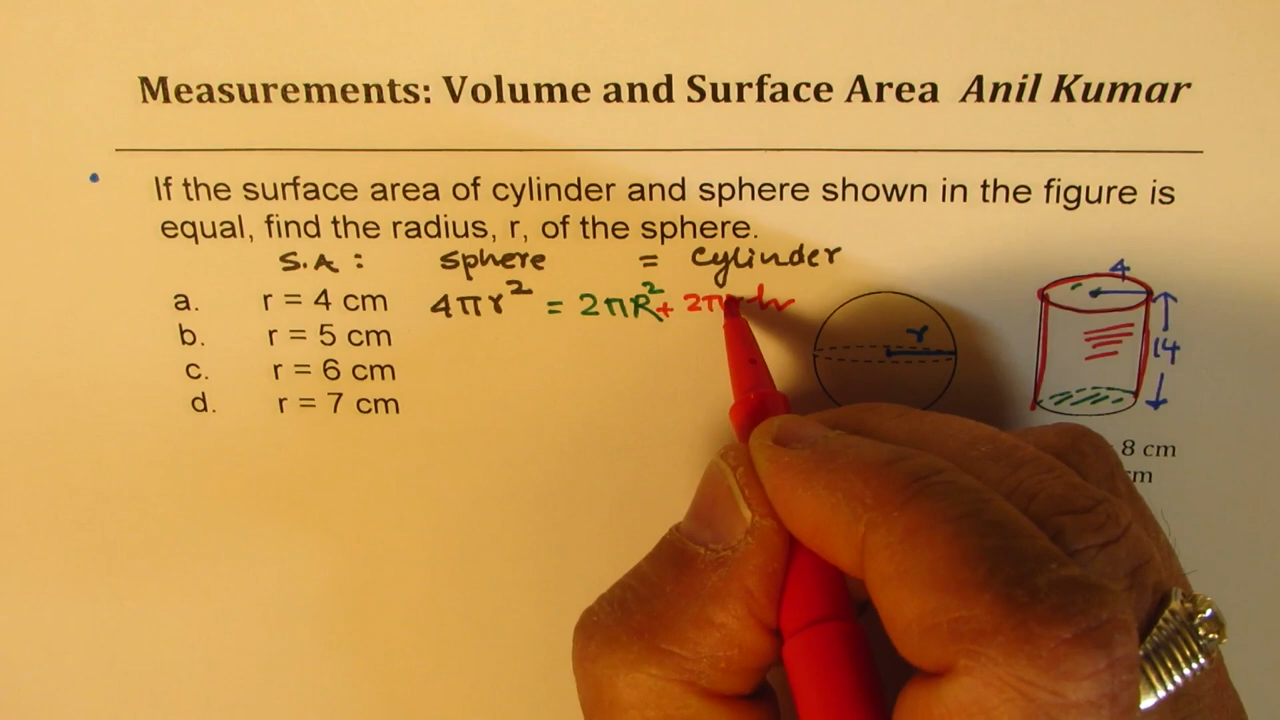 Measurements: Volume and Surface Area Anil Kumar
If the surface area of cylinder and sphere shown in the figure is
equal, find the radius, r, of the sphere.
S.A : sphere = cylinder
a. r = 4 cm 4πr² = 2πR² + 2π h
b. r = 5 cm
c. r = 6 cm
d. r = 7 cm
r
4
14
8 cm
cm